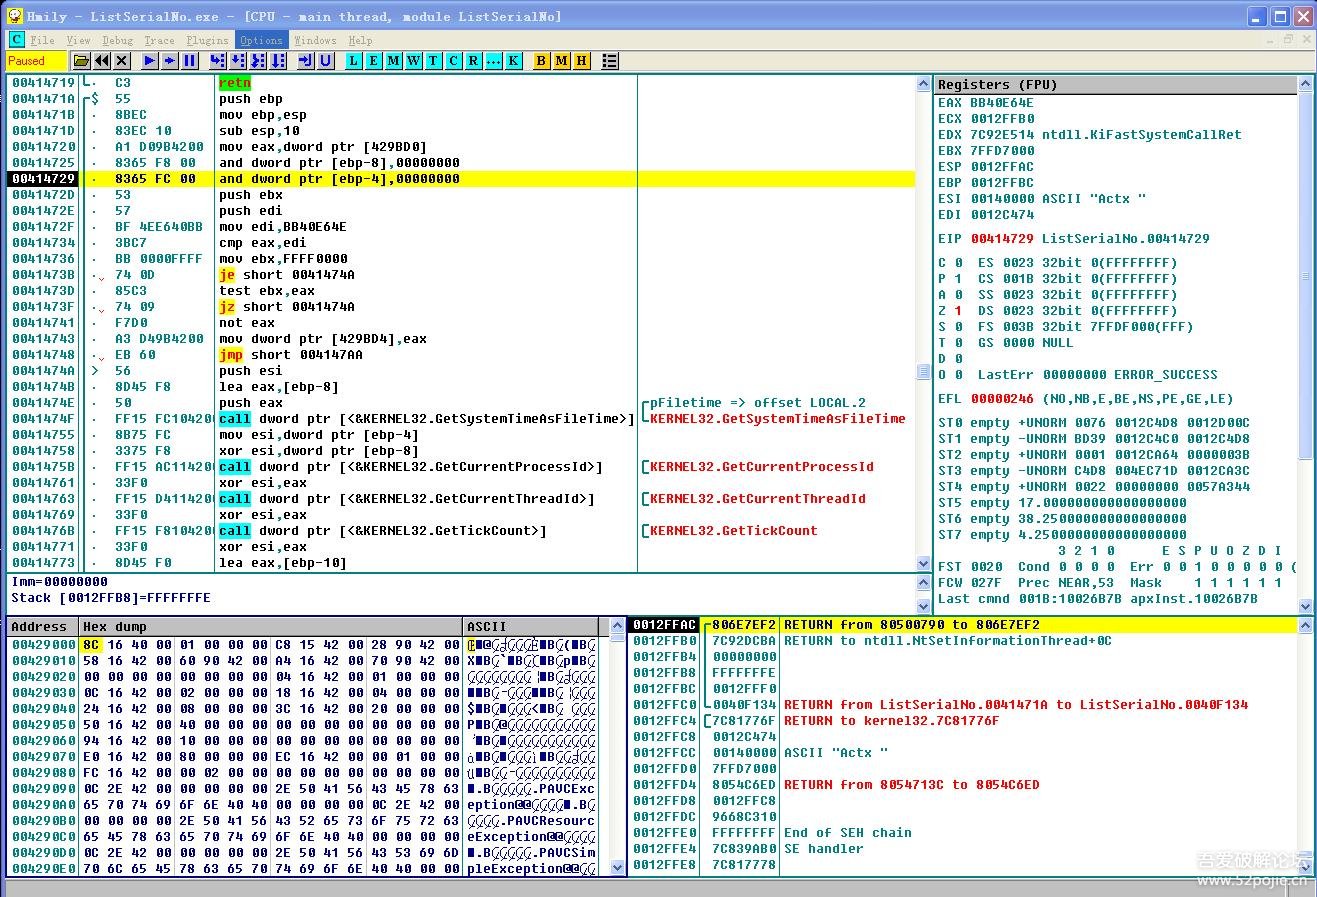 Hmily - ListSerialNo.exe - [CPU - main thread, module ListSerialNo]
C File View Debug Trace Plugins Options Windows Help
Paused L E M W T C R ... K B M H
00414719 . C3 retn
0041471A $ 55 push ebp
0041471B . 8BEC mov ebp,esp
0041471D . 83EC 10 sub esp,10
00414720 . A1 D09B4200 mov eax,dword ptr [429BD0]
00414725 . 8365 F8 00 and dword ptr [ebp-8],00000000
00414729 . 8365 FC 00 and dword ptr [ebp-4],00000000
0041472D . 53 push ebx
0041472E . 57 push edi
0041472F . BF 4EE640BB mov edi,BB40E64E
00414734 . 3BC7 cmp eax,edi
00414736 . BB 0000FFFF mov ebx,FFFF0000
0041473B . 74 0D je short 0041474A
0041473D . 85C3 test ebx,eax
0041473F . 74 09 jz short 0041474A
00414741 . F7D0 not eax
00414743 . A3 D49B4200 mov dword ptr [429BD4],eax
00414748 . EB 60 jmp short 004147AA
0041474A > 56 push esi
0041474B . 8D45 F8 lea eax,[ebp-8]
0041474E . 50 push eax pFiletime => offset LOCAL.2
0041474F . FF15 FC104200 call dword ptr [<&KERNEL32.GetSystemTimeAsFileTime>] KERNEL32.GetSystemTimeAsFileTime
00414755 . 8B75 FC mov esi,dword ptr [ebp-4]
00414758 . 3375 F8 xor esi,dword ptr [ebp-8]
0041475B . FF15 AC114200 call dword ptr [<&KERNEL32.GetCurrentProcessId>] [KERNEL32.GetCurrentProcessId
00414761 . 33F0 xor esi,eax
00414763 . FF15 D4114200 call dword ptr [<&KERNEL32.GetCurrentThreadId>] [KERNEL32.GetCurrentThreadId
00414769 . 33F0 xor esi,eax
0041476B . FF15 F8104200 call dword ptr [<&KERNEL32.GetTickCount>] [KERNEL32.GetTickCount
00414771 . 33F0 xor esi,eax
00414773 . 8D45 F0 lea eax,[ebp-10]
Imm=00000000
Stack [0012FFB8]=FFFFFFFE
Registers (FPU)
EAX BB40E64E
ECX 0012FFB0
EDX 7C92E514 ntdll.KiFastSystemCallRet
EBX 7FFD7000
ESP 0012FFAC
EBP 0012FFBC
ESI 00140000 ASCII "Actx "
EDI 0012C474
EIP 00414729 ListSerialNo.00414729
C 0 ES 0023 32bit 0(FFFFFFFF)
P 1 CS 001B 32bit 0(FFFFFFFF)
A 0 SS 0023 32bit 0(FFFFFFFF)
Z 1 DS 0023 32bit 0(FFFFFFFF)
S 0 FS 003B 32bit 7FFDF000(FFF)
T 0 GS 0000 NULL
D 0
O 0 LastErr 00000000 ERROR_SUCCESS
EFL 00000246 (NO,NB,E,BE,NS,PE,GE,LE)
ST0 empty +UNORM 0076 0012C4D8 0012D00C
ST1 empty -UNORM BD39 0012C4C0 0012C4D8
ST2 empty +UNORM 0001 0012CA64 0000003B
ST3 empty -UNORM C4D8 004EC71D 0012CA3C
ST4 empty +UNORM 0022 00000000 0057A344
ST5 empty 17.000000000000000000
ST6 empty 38.250000000000000000
ST7 empty 4.2500000000000000000
3 2 1 0 E S P U O Z D I
FST 0020 Cond 0 0 0 0 Err 0 0 1 0 0 0 0 0 (
FCW 027F Prec NEAR,53 Mask 1 1 1 1 1 1
Last cmnd 001B:10026B7B apxInst.10026B7B
Address Hex dump ASCII
00429000 8C 16 40 00 01 00 00 00 C8 15 42 00 28 90 42 00
00429010 58 16 42 00 60 90 42 00 A4 16 42 00 70 90 42 00
00429020 00 00 00 00 00 00 00 00 04 16 42 00 01 00 00 00
00429030 0C 16 42 00 02 00 00 00 18 16 42 00 04 00 00 00
00429040 24 16 42 00 08 00 00 00 3C 16 42 00 20 00 00 00
00429050 50 16 42 00 40 00 00 00 00 00 00 00 00 00 00 00
00429060 94 16 42 00 10 00 00 00 00 00 00 00 00 00 00 00
00429070 E0 16 42 00 80 00 00 00 EC 16 42 00 00 01 00 00
00429080 FC 16 42 00 00 02 00 00 00 00 00 00 00 00 00 00
00429090 0C 2E 42 00 00 00 00 00 2E 50 41 56 43 45 78 63 .PAVCExc
004290A0 65 70 74 69 6F 6E 40 40 00 00 00 00 0C 2E 42 00 eption@@
004290B0 00 00 00 00 2E 50 41 56 43 52 65 73 6F 75 72 63 .PAVCResourc
004290C0 65 45 78 63 65 70 74 69 6F 6E 40 40 00 00 00 00 eException@@
004290D0 0C 2E 42 00 00 00 00 00 2E 50 41 56 43 53 69 6D .PAVCSim
004290E0 70 6C 65 45 78 63 65 70 74 69 6F 6E 40 40 00 00 pleException@@
0012FFAC 806E7EF2 RETURN from 80500790 to 806E7EF2
0012FFB0 7C92DCBA RETURN to ntdll.NtSetInformationThread+0C
0012FFB4 00000000
0012FFB8 FFFFFFFE
0012FFBC 0012FFF0
0012FFC0 0040F134 RETURN from ListSerialNo.0041471A to ListSerialNo.0040F134
0012FFC4 7C81776F RETURN to kernel32.7C81776F
0012FFC8 0012C474
0012FFCC 00140000 ASCII "Actx "
0012FFD0 7FFD7000
0012FFD4 8054C6ED RETURN from 8054713C to 8054C6ED
0012FFD8 0012FFC8
0012FFDC 9668C310
0012FFE0 FFFFFFFF End of SEH chain
0012FFE4 7C839AB0 SE handler
0012FFE8 7C817778
吾爱破解论坛
www.52pojie.cn